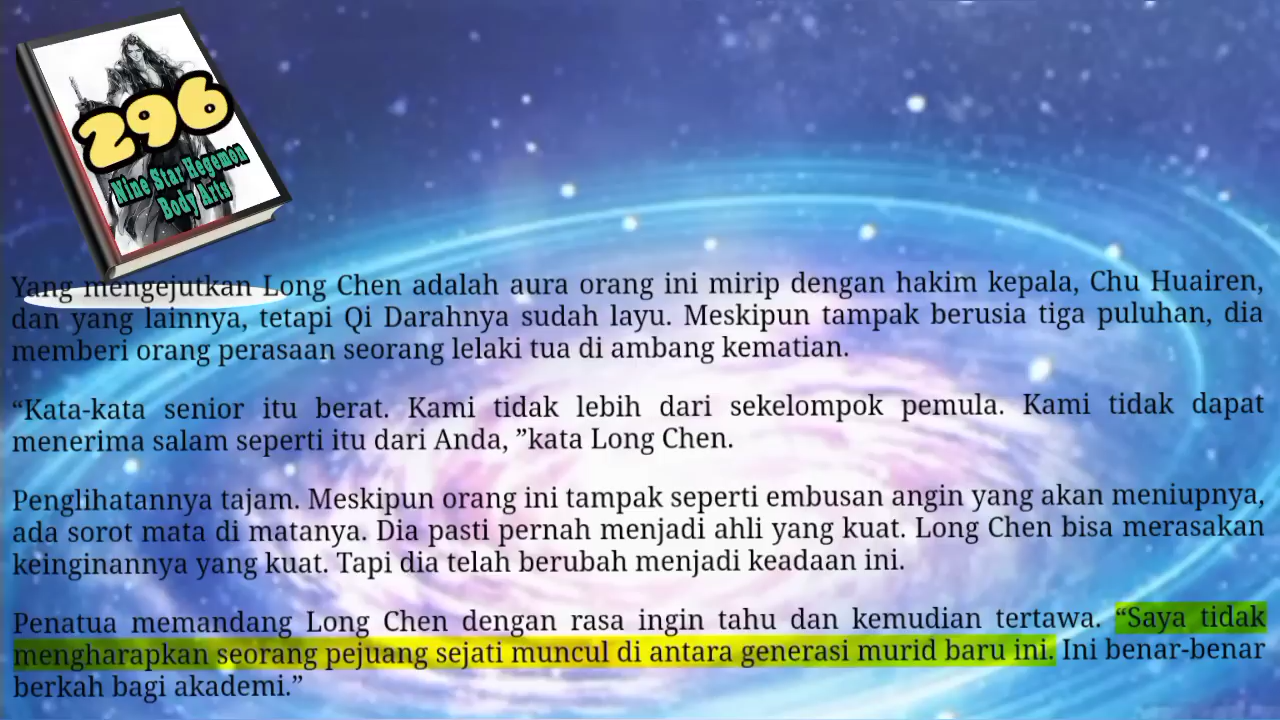 296
Nine Star Hegemon
Body Arts
Yang mengejutkan Long Chen adalah aura orang ini mirip dengan hakim kepala, Chu Huairen,
dan yang lainnya, tetapi Qi Darahnya sudah layu. Meskipun tampak berusia tiga puluhan, dia
memberi orang perasaan seorang lelaki tua di ambang kematian.
“Kata-kata senior itu berat. Kami tidak lebih dari sekelompok pemula. Kami tidak dapat
menerima salam seperti itu dari Anda, ”kata Long Chen.
Penglihatannya tajam. Meskipun orang ini tampak seperti embusan angin yang akan meniupnya,
ada sorot mata di matanya. Dia pasti pernah menjadi ahli yang kuat. Long Chen bisa merasakan
keinginannya yang kuat. Tapi dia telah berubah menjadi keadaan ini.
Penatua memandang Long Chen dengan rasa ingin tahu dan kemudian tertawa. “Saya tidak
mengharapkan seorang pejuang sejati muncul di antara generasi murid baru ini. Ini benar-benar
berkah bagi akademi.”